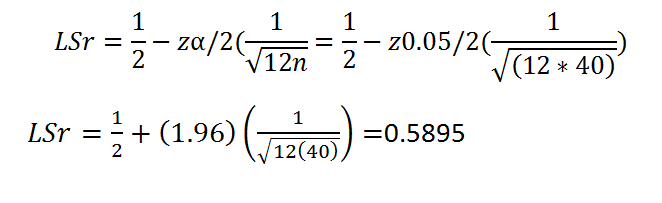 LSr = 1/2 − zα/2(1/√12n = 1/2 − z0.05/2(1/√(12 ∗ 40))
LSr = 1/2 + (1.96) (1/√12(40)) =0.5895